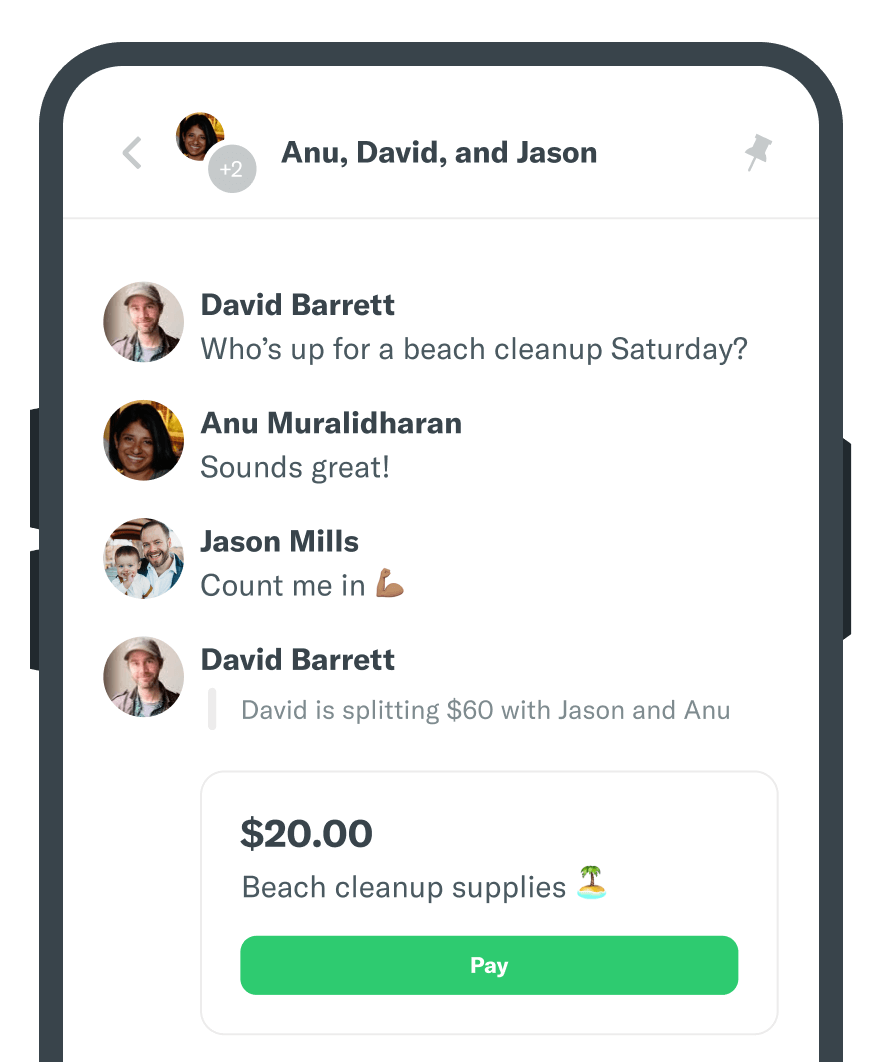 Anu, David, and Jason
+2
David Barrett
Who’s up for a beach cleanup Saturday?
Anu Muralidharan
Sounds great!
Jason Mills
Count me in 💪🏽
David Barrett
David is splitting $60 with Jason and Anu
$20.00
Beach cleanup supplies 🏝️
Pay